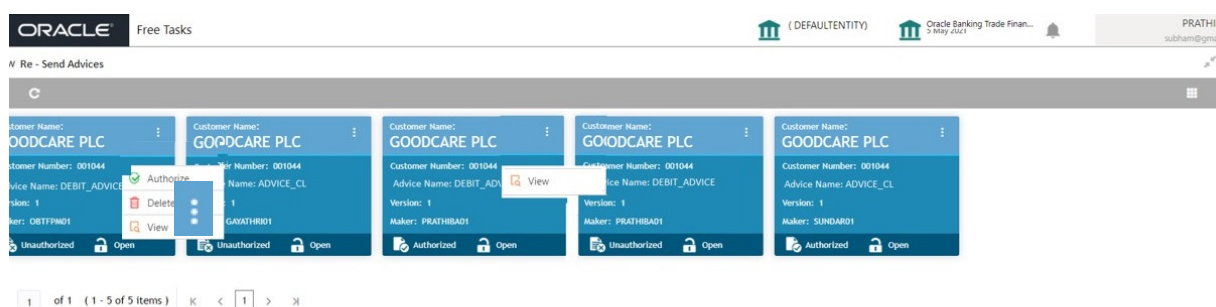 ORACLE
Free Tasks
( DEFAULTENTITY)
Oracle Banking Trade Finan...
5 May 2021
PRATHI
subham@gma
Re - Send Advices
Customer Name:
GOODCARE PLC
Customer Number: 001044
Advice Name: DEBIT_ADVICE
Version: 1
Maker: OBTFPM01
Unauthorized
Open
Authorize
Delete
View
Customer Name:
GOODCARE PLC
Number: 001044
Name: ADVICE_CL
: 1
GAYATHRI01
Unauthorized
Open
Customer Name:
GOODCARE PLC
Customer Number: 001044
Advice Name: DEBIT_ADV
Version: 1
Maker: PRATHIBA01
Authorized
Open
View
Customer Name:
GOODCARE PLC
Customer Number: 001044
Name: DEBIT_ADVICE
Version: 1
Maker: PRATHIBA01
Unauthorized
Open
Customer Name:
GOODCARE PLC
Customer Number: 001044
Advice Name: ADVICE_CL
Version: 1
Maker: SUNDAR01
Authorized
Open
1 of 1 ( 1 - 5 of 5 items ) K < 1 > >|